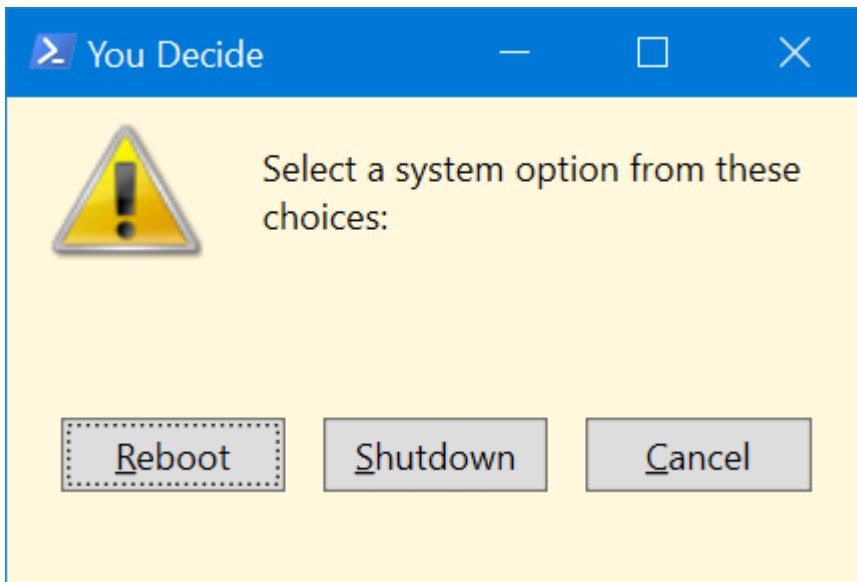 You Decide
Select a system option from these
choices:
Reboot
Shutdown
Cancel